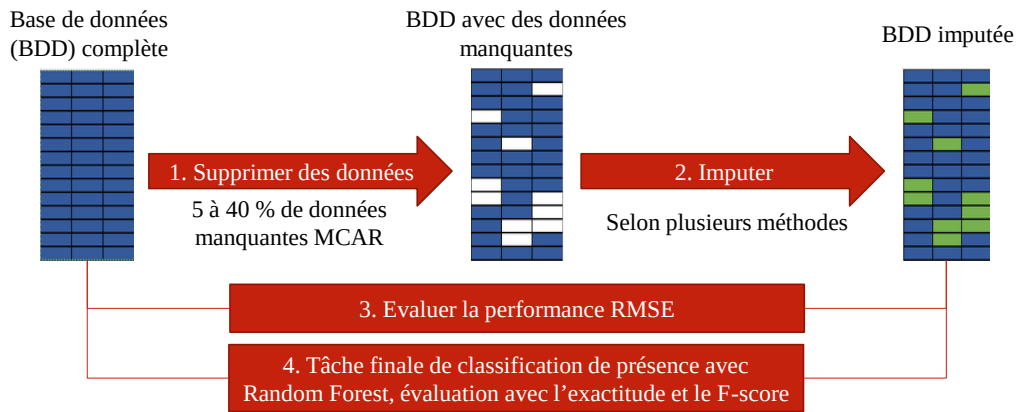 Base de données
(BDD) complète
BDD avec des données
manquantes
BDD imputée
1. Supprimer des données
5 à 40 % de données
manquantes MCAR
2. Imputer
Selon plusieurs méthodes
3. Evaluer la performance RMSE
4. Tâche finale de classification de présence avec
Random Forest, évaluation avec l’exactitude et le F-score